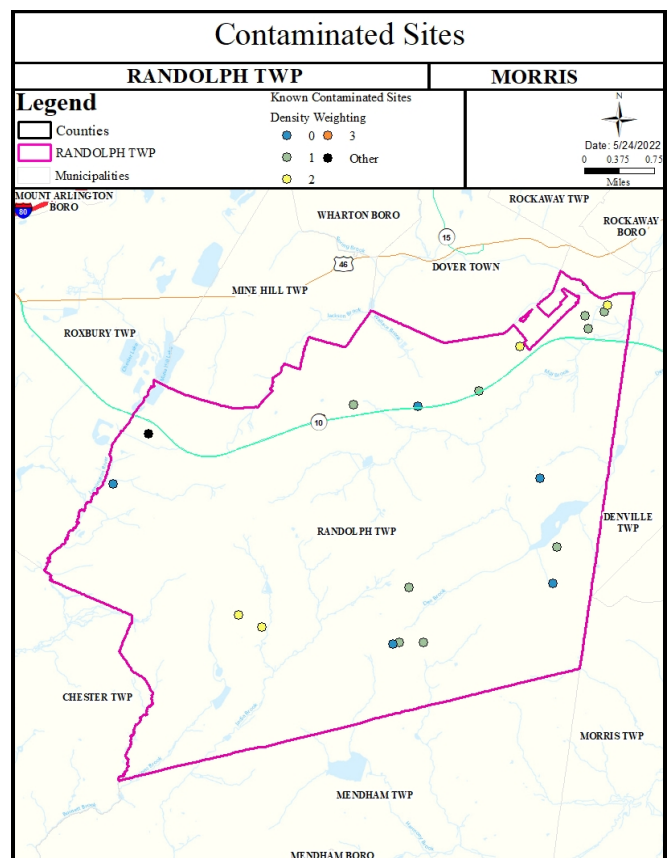 Contaminated Sites
RANDOLPH TWP
MORRIS
Legend
Counties
RANDOLPH TWP
Municipalities
Known Contaminated Sites
Density Weighting
0
3
1
Other
2
N
Date: 5/24/2022
0 0.375 0.75
Miles
MOUNT ARLINGTON
BORO
80
ROCKAWAY TWP
ROCKAWAY
BORO
WHARTON BORO
15
46
DOVER TOWN
MINE HILL TWP
ROXBURY TWP
10
RANDOLPH TWP
DENVILLE
TWP
CHESTER TWP
MORRIS TWP
MENDHAM TWP
MENDHAM BORO